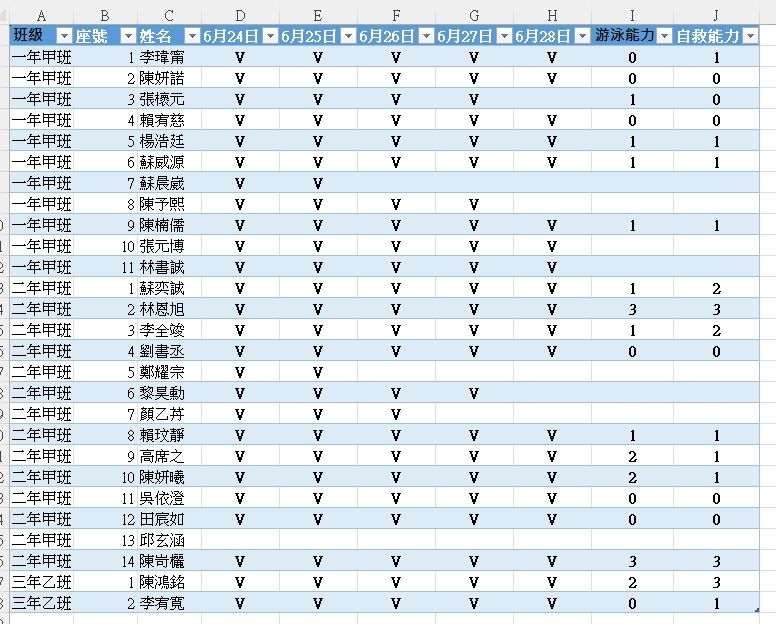 A B C D E F G H I J
班級 座號 姓名 6月24日 6月25日 6月26日 6月27日 6月28日 游泳能力 自救能力
一年甲班 1 李瑋甯 V V V V V 0 1
一年甲班 2 陳妍諾 V V V V V 0 0
一年甲班 3 張櫰元 V V V V 1 0
一年甲班 4 賴宥慈 V V V V V 0 0
一年甲班 5 楊浩廷 V V V V V 1 1
一年甲班 6 蘇威源 V V V V V 1 1
一年甲班 7 蘇晨崴 V V
一年甲班 8 陳予熙 V V V V
一年甲班 9 陳楠儒 V V V V V 1 1
一年甲班 10 張元博 V V V V V
一年甲班 11 林書誠 V V V V V
二年甲班 1 蘇奕誠 V V V V V 1 2
二年甲班 2 林恩旭 V V V V V 3 3
二年甲班 3 李全竣 V V V V V 1 2
二年甲班 4 劉書丞 V V V V V 0 0
二年甲班 5 鄭耀宗 V V
二年甲班 6 黎昊勳 V V V V
二年甲班 7 顏乙 V V V
二年甲班 8 賴玟靜 V V V V V 1 1
二年甲班 9 高席之 V V V V V 2 1
二年甲班 10 陳妍曦 V V V V V 2 1
二年甲班 11 吳依澄 V V V V V 0 0
二年甲班 12 田宸如 V V V V V 0 0
二年甲班 13 邱玄涵
二年甲班 14 陳岢欐 V V V V V 3 3
三年乙班 1 陳鴻銘 V V V V V 2 3
三年乙班 2 李宥寬 V V V V V 0 1